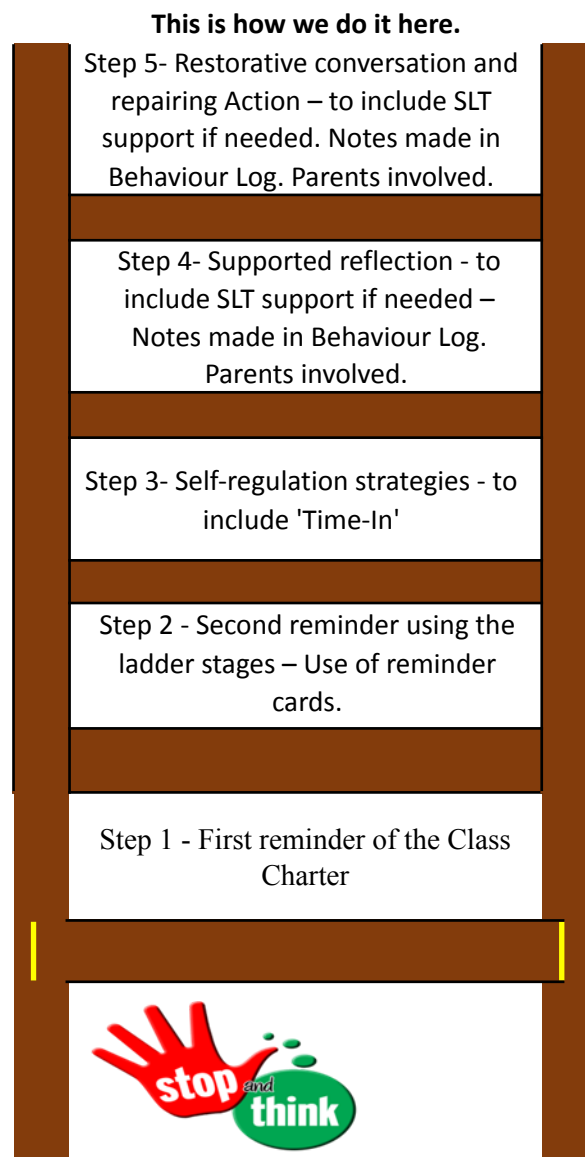 This is how we do it here.
Step 5- Restorative conversation and
repairing Action – to include SLT
support if needed. Notes made in
Behaviour Log. Parents involved.
Step 4- Supported reflection - to
include SLT support if needed –
Notes made in Behaviour Log.
Parents involved.
Step 3- Self-regulation strategies - to
include 'Time-In'
Step 2 - Second reminder using the
ladder stages – Use of reminder
cards.
Step 1 - First reminder of the Class
Charter
stop and
think